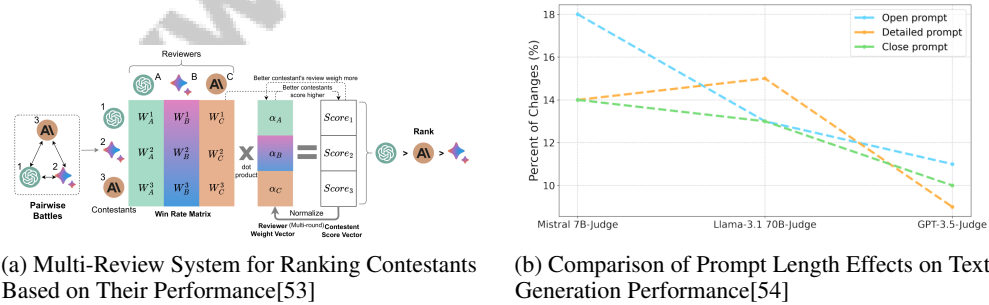 Reviewers
A
B
C
Better contestant's review weigh more
Better contestants
score higher
1
2
3
Contestants
W_A^1 W_B^1 W_C^1
W_A^2 W_B^2 W_C^2
W_A^3 W_B^3 W_C^3
Win Rate Matrix
3
1
2
Pairwise
Battles
x
dot
product
α_A
α_B
α_C
=
Score_1
Score_2
Score_3
Normalize
(Multi-round)
Reviewer
Weight Vector
Contestent
Score Vector
Rank
> >
(a) Multi-Review System for Ranking Contestants
Based on Their Performance[53]
Percent of Changes (%)
18
16
14
12
10
Open prompt
Detailed prompt
Close prompt
Mistral 7B-Judge
Llama-3.1 70B-Judge
GPT-3.5-Judge
(b) Comparison of Prompt Length Effects on Text
Generation Performance[54]